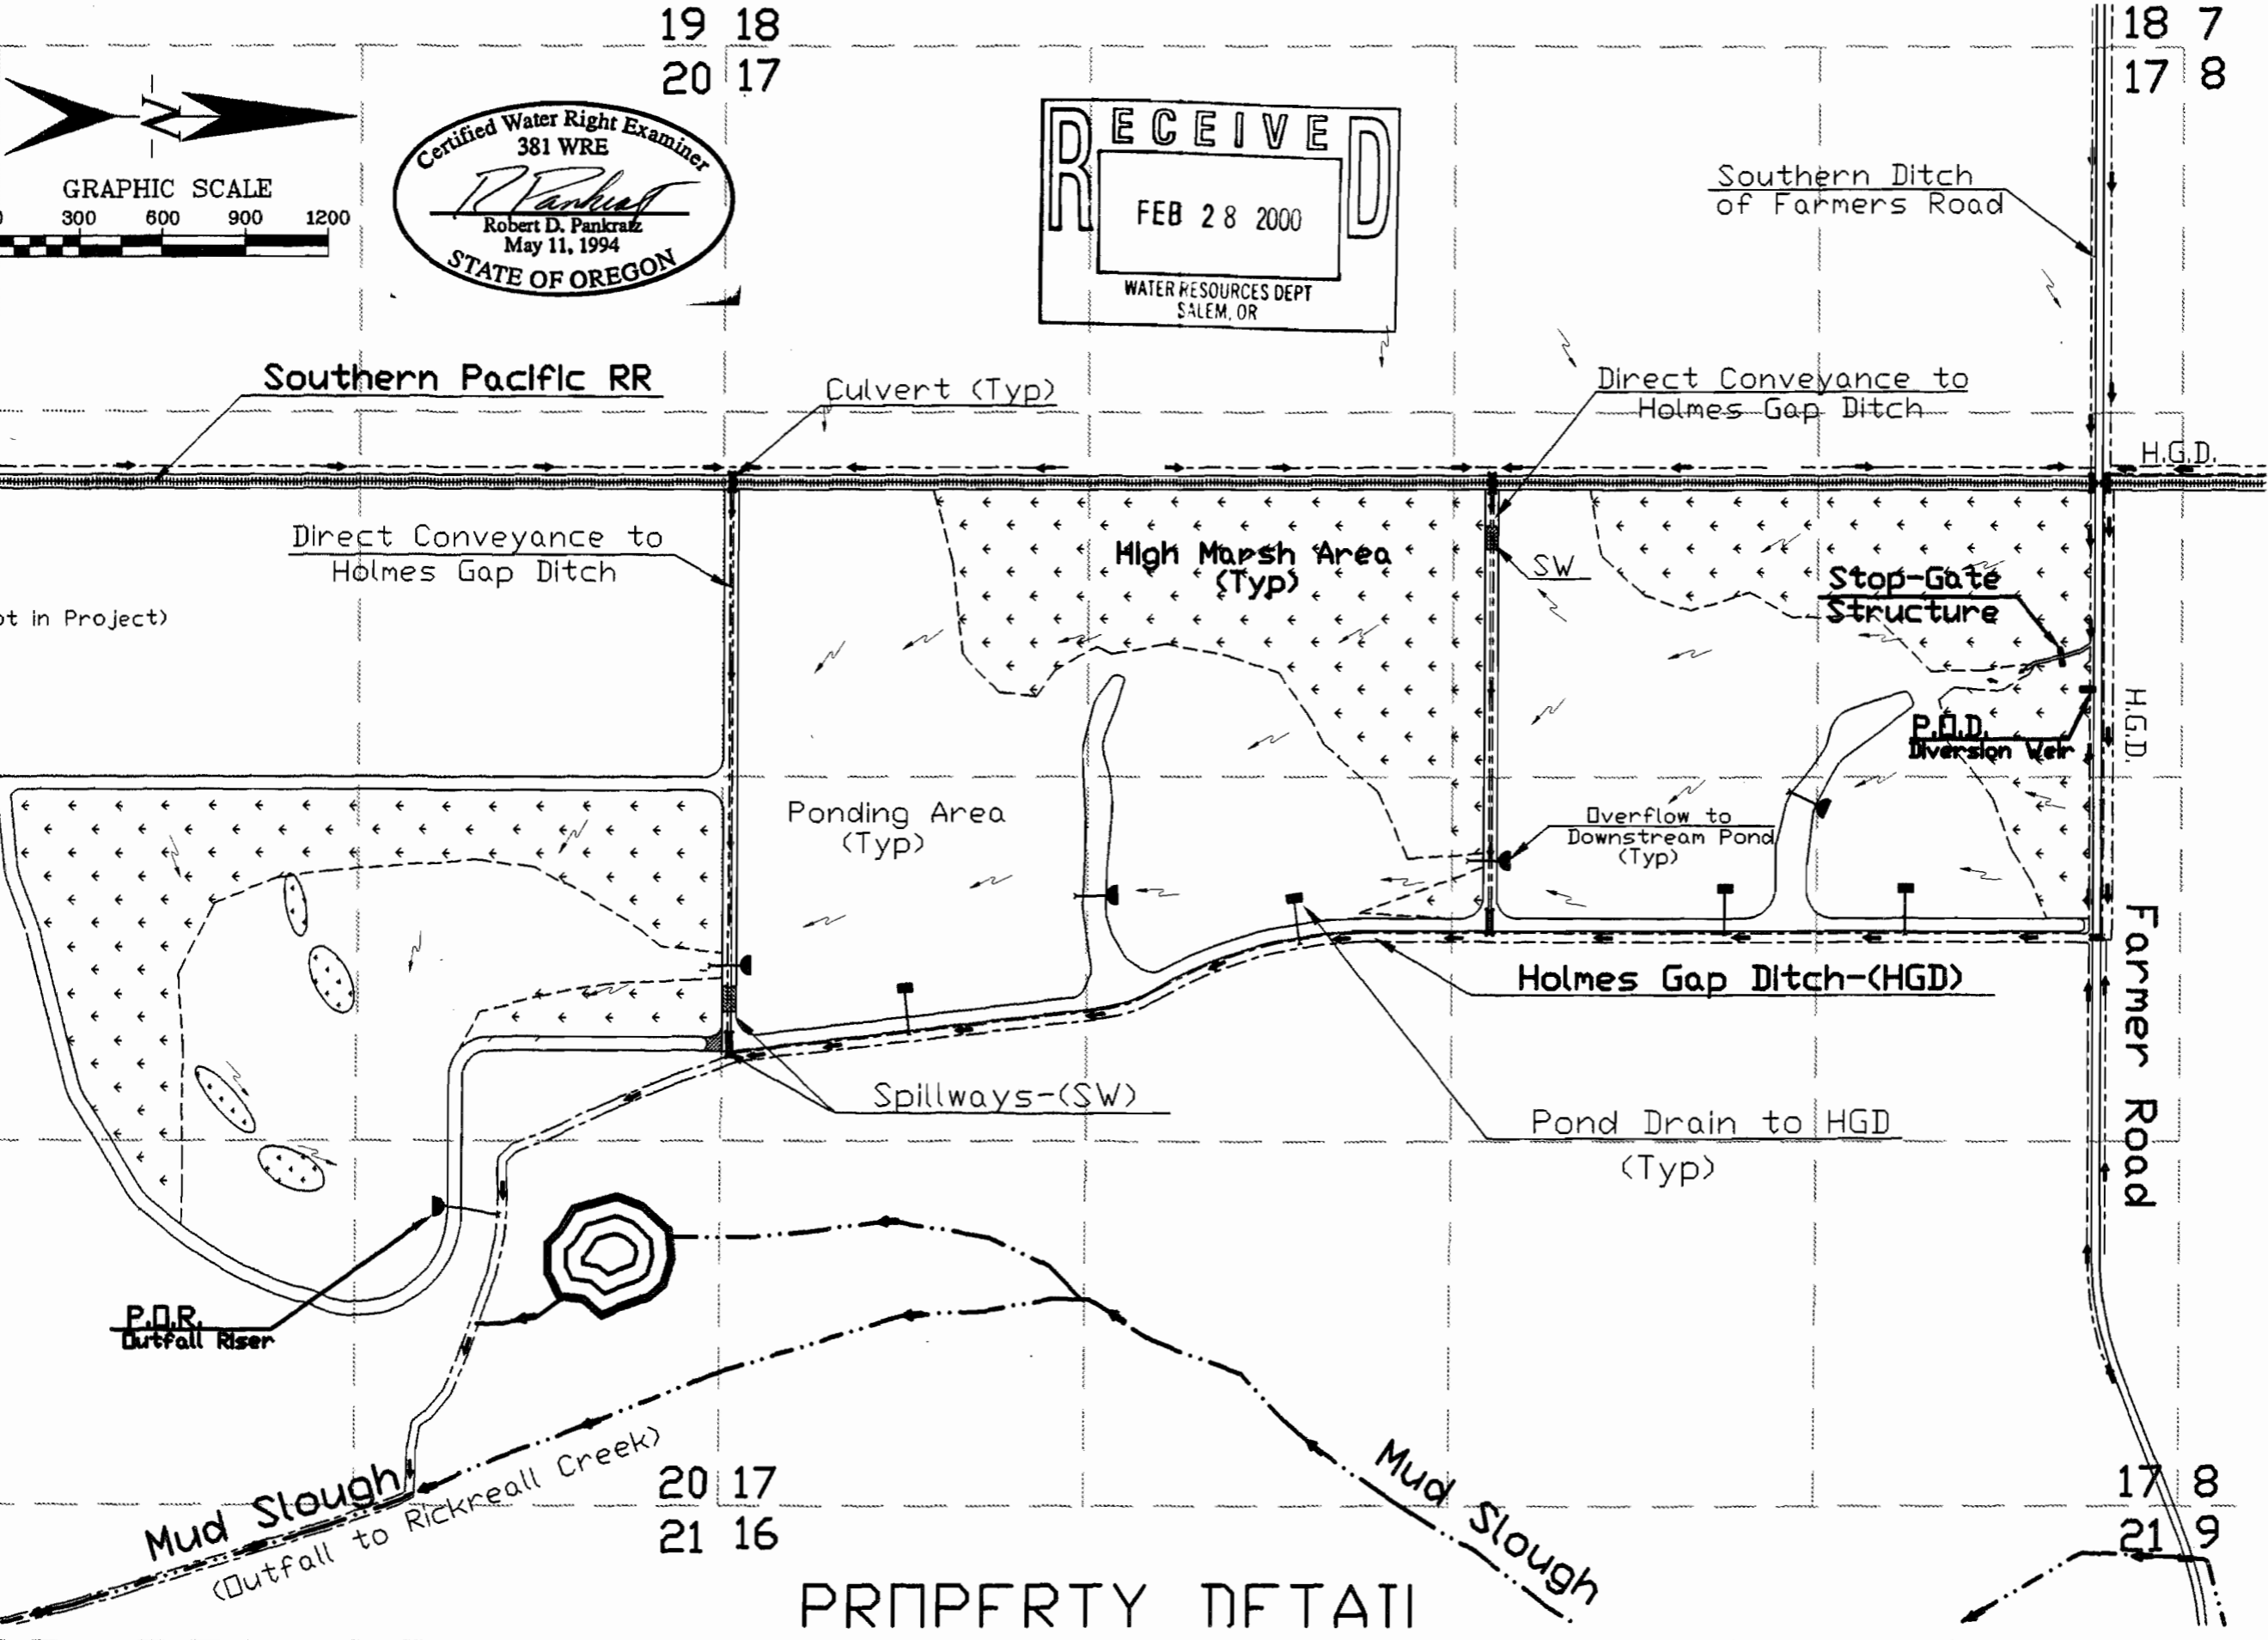 19 18
20 17
18 7
17 8
N
GRAPHIC SCALE
300 600 900 1200
Certified Water Right Examiner
381 WRE
Robert D. Pankratz
May 11, 1994
STATE OF OREGON
RECEIVED
FEB 28 2000
WATER RESOURCES DEPT
SALEM, OR
Southern Ditch
of Farmers Road
Southern Pacific RR
Culvert (Typ)
Direct Conveyance to
Holmes Gap Ditch
H.G.D.
Direct Conveyance to
Holmes Gap Ditch
High Marsh Area
(Typ)
SW
Stop-Gate
Structure
in Project)
P.O.D.
Diversion Weir
H.G.D.
Ponding Area
(Typ)
Overflow to
Downstream Pond
(Typ)
Holmes Gap Ditch-(HGD)
Farmer Road
Spillways-(SW)
Pond Drain to HGD
(Typ)
P.O.R.
Outfall Riser
Mud Slough
(Outfall to Rickreall Creek)
Mud Slough
20 17
21 16
17 8
21 9
PROPERTY DETAIL